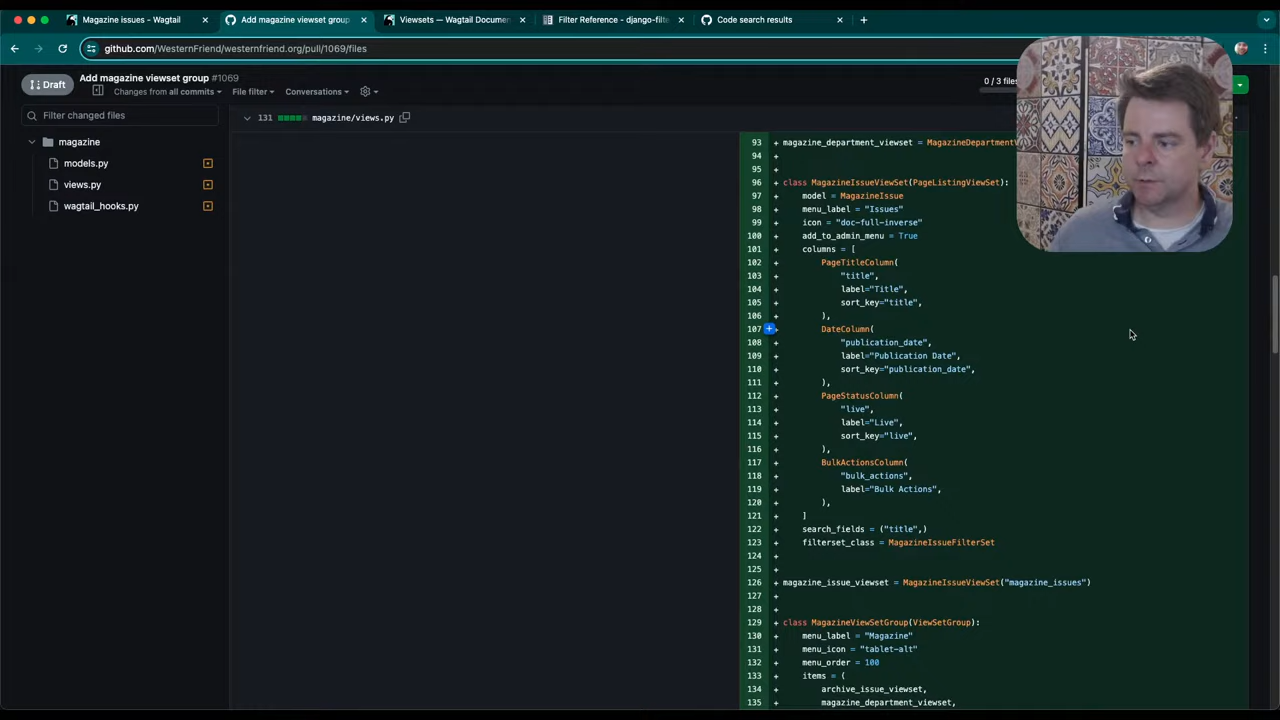 Magazine issues - Wagtail
Add magazine viewset group
Viewsets — Wagtail Documen
Filter Reference - django-filte
Code search results
github.com/WesternFriend/westernfriend.org/pull/1069/files
Draft
Add magazine viewset group #1069
Changes from all commits
File filter
Conversations
0 / 3 files
Filter changed files
magazine
models.py
views.py
wagtail_hooks.py
131 magazine/views.py
93 + magazine_department_viewset = MagazineDepartmentV
94 +
95 +
96 + class MagazineIssueViewSet(PageListingViewSet):
97 + model = MagazineIssue
98 + menu_label = "Issues"
99 + icon = "doc-full-inverse"
100 + add_to_admin_menu = True
101 + columns = [
102 + PageTitleColumn(
103 + "title",
104 + label="Title",
105 + sort_key="title",
106 + ),
107 + DateColumn(
108 + "publication_date",
109 + label="Publication Date",
110 + sort_key="publication_date",
111 + ),
112 + PageStatusColumn(
113 + "live",
114 + label="Live",
115 + sort_key="live",
116 + ),
117 + BulkActionsColumn(
118 + "bulk_actions",
119 + label="Bulk Actions",
120 + ),
121 + ]
122 + search_fields = ("title",)
123 + filterset_class = MagazineIssueFilterSet
124 +
125 +
126 + magazine_issue_viewset = MagazineIssueViewSet("magazine_issues")
127 +
128 +
129 + class MagazineViewSetGroup(ViewSetGroup):
130 + menu_label = "Magazine"
131 + menu_icon = "tablet-alt"
132 + menu_order = 100
133 + items = (
134 + archive_issue_viewset,
135 + magazine_department_viewset,